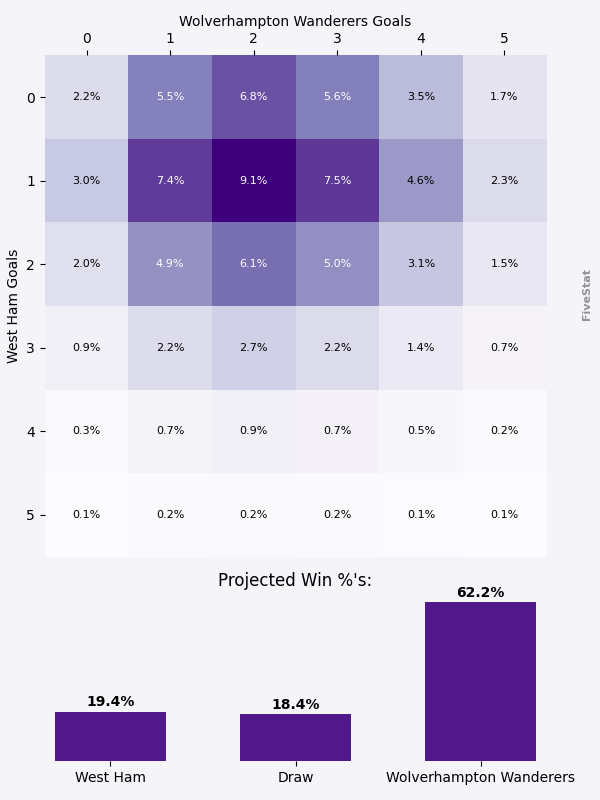 Wolverhampton Wanderers Goals
0 1 2 3 4 5
0 2.2% 5.5% 6.8% 5.6% 3.5% 1.7%
1 3.0% 7.4% 9.1% 7.5% 4.6% 2.3%
2 2.0% 4.9% 6.1% 5.0% 3.1% 1.5%
3 0.9% 2.2% 2.7% 2.2% 1.4% 0.7%
4 0.3% 0.7% 0.9% 0.7% 0.5% 0.2%
5 0.1% 0.2% 0.2% 0.2% 0.1% 0.1%
West Ham Goals
FiveStat
Projected Win %'s:
19.4% 18.4% 62.2%
West Ham Draw Wolverhampton Wanderers